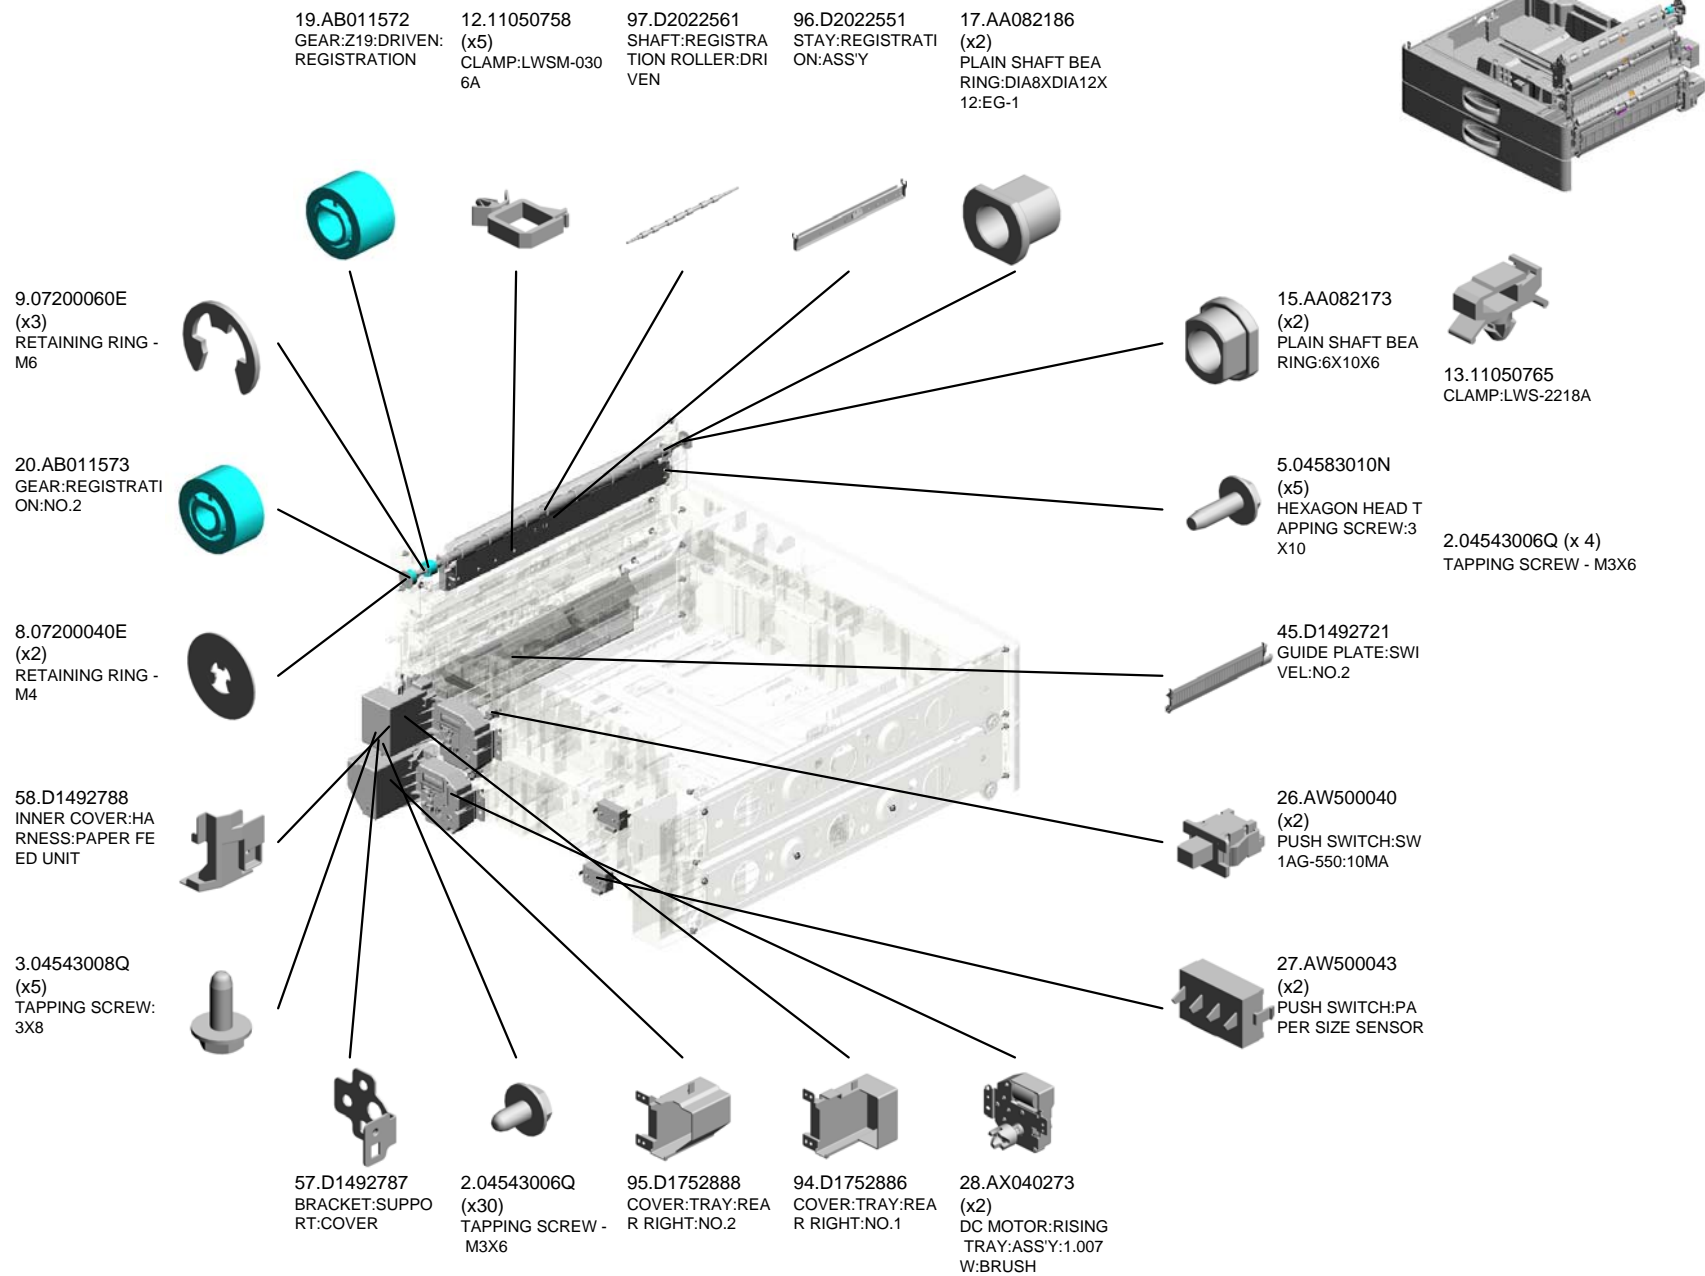 19.AB011572
GEAR:Z19:DRIVEN:
REGISTRATION
12.11050758
(x5)
CLAMP:LWSM-030
6A
97.D2022561
SHAFT:REGISTRA
TION ROLLER:DRI
VEN
96.D2022551
STAY:REGISTRATI
ON:ASS'Y
17.AA082186
(x2)
PLAIN SHAFT BEA
RING:DIA8XDIA12X
12:EG-1
9.07200060E
(x3)
RETAINING RING -
M6
15.AA082173
(x2)
PLAIN SHAFT BEA
RING:6X10X6
13.11050765
CLAMP:LWS-2218A
20.AB011573
GEAR:REGISTRATI
ON:NO.2
5.04583010N
(x5)
HEXAGON HEAD T
APPING SCREW:3
X10
2.04543006Q (x 4)
TAPPING SCREW - M3X6
8.07200040E
(x2)
RETAINING RING -
M4
45.D1492721
GUIDE PLATE:SWI
VEL:NO.2
58.D1492788
INNER COVER:HA
RNESS:PAPER FE
ED UNIT
26.AW500040
(x2)
PUSH SWITCH:SW
1AG-550:10MA
3.04543008Q
(x5)
TAPPING SCREW:
3X8
27.AW500043
(x2)
PUSH SWITCH:PA
PER SIZE SENSOR
57.D1492787
BRACKET:SUPPO
RT:COVER
2.04543006Q
(x30)
TAPPING SCREW -
M3X6
95.D1752888
COVER:TRAY:REA
R RIGHT:NO.2
94.D1752886
COVER:TRAY:REA
R RIGHT:NO.1
28.AX040273
(x2)
DC MOTOR:RISING
TRAY:ASS'Y:1.007
W:BRUSH